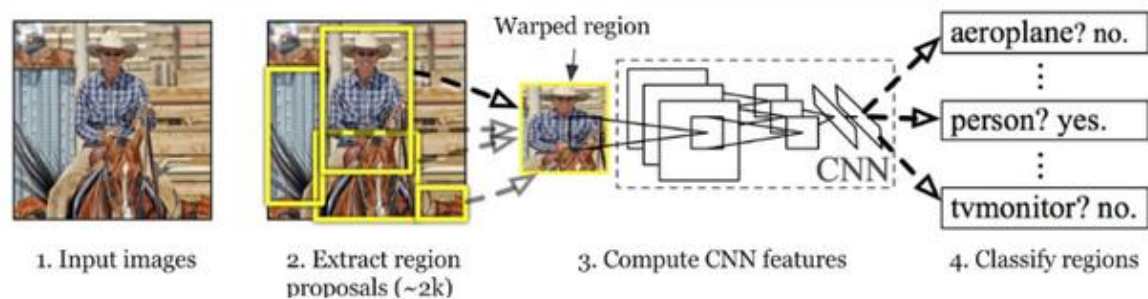 Warped region
aeroplane? no.
person? yes.
CNN
tvmonitor? no.
1. Input images
2. Extract region
proposals (~2k)
3. Compute CNN features
4. Classify regions